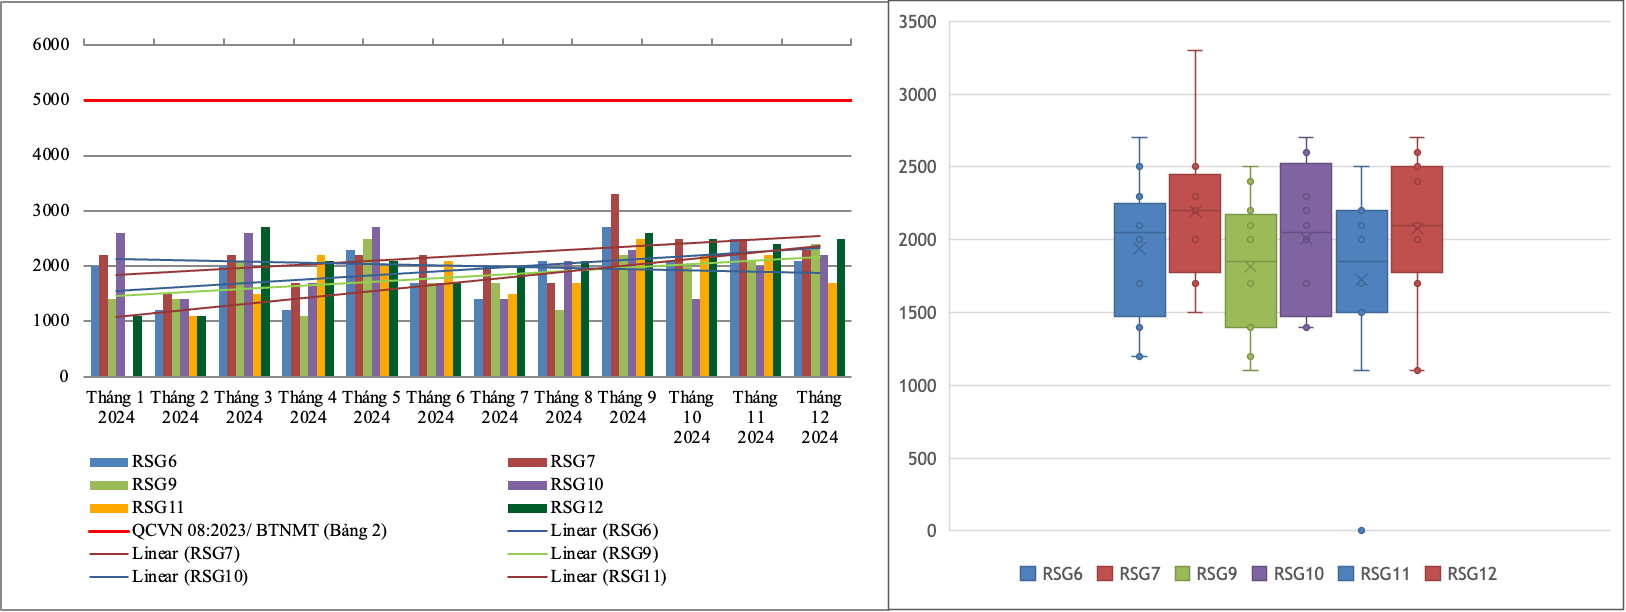 6000
5000
4000
3000
2000
1000
0
Tháng 1
2024
Tháng 2
2024
Tháng 3
2024
Tháng 4
2024
Tháng 5
2024
Tháng 6
2024
Tháng 7
2024
Tháng 8
2024
Tháng 9
2024
Tháng
10
2024
Tháng
11
2024
Tháng
12
2024
RSG6
RSG7
RSG9
RSG10
RSG11
RSG12
QCVN 08:2023/ BTNMT (Bảng 2)
Linear (RSG6)
Linear (RSG7)
Linear (RSG9)
Linear (RSG10)
Linear (RSG11)
3500
3000
2500
2000
1500
1000
500
0
RSG6 RSG7 RSG9 RSG10 RSG11 RSG12